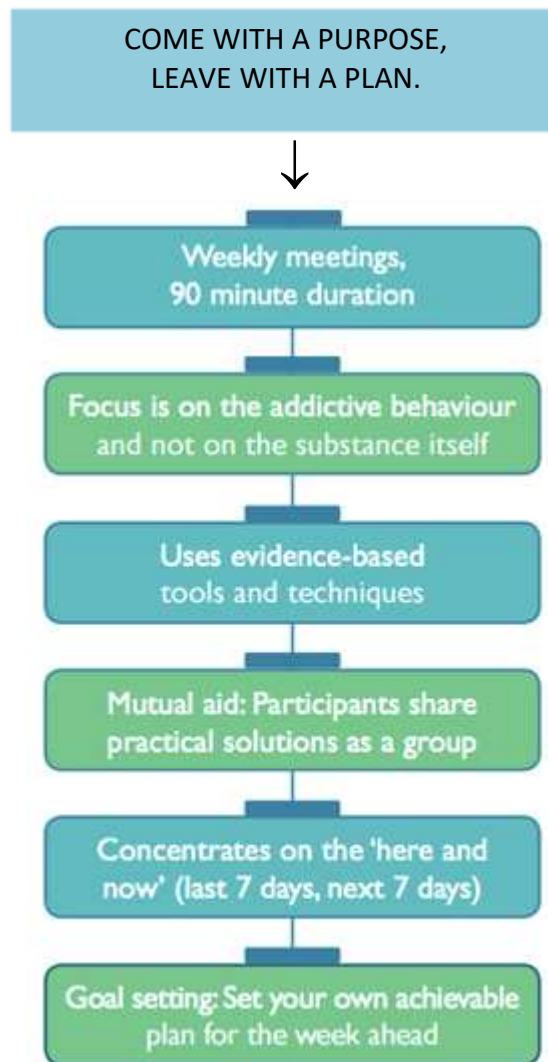 COME WITH A PURPOSE,
LEAVE WITH A PLAN.
Weekly meetings,
90 minute duration
Focus is on the addictive behaviour
and not on the substance itself
Uses evidence-based
tools and techniques
Mutual aid: Participants share
practical solutions as a group
Concentrates on the ‘here and
now’ (last 7 days, next 7 days)
Goal setting: Set your own achievable
plan for the week ahead